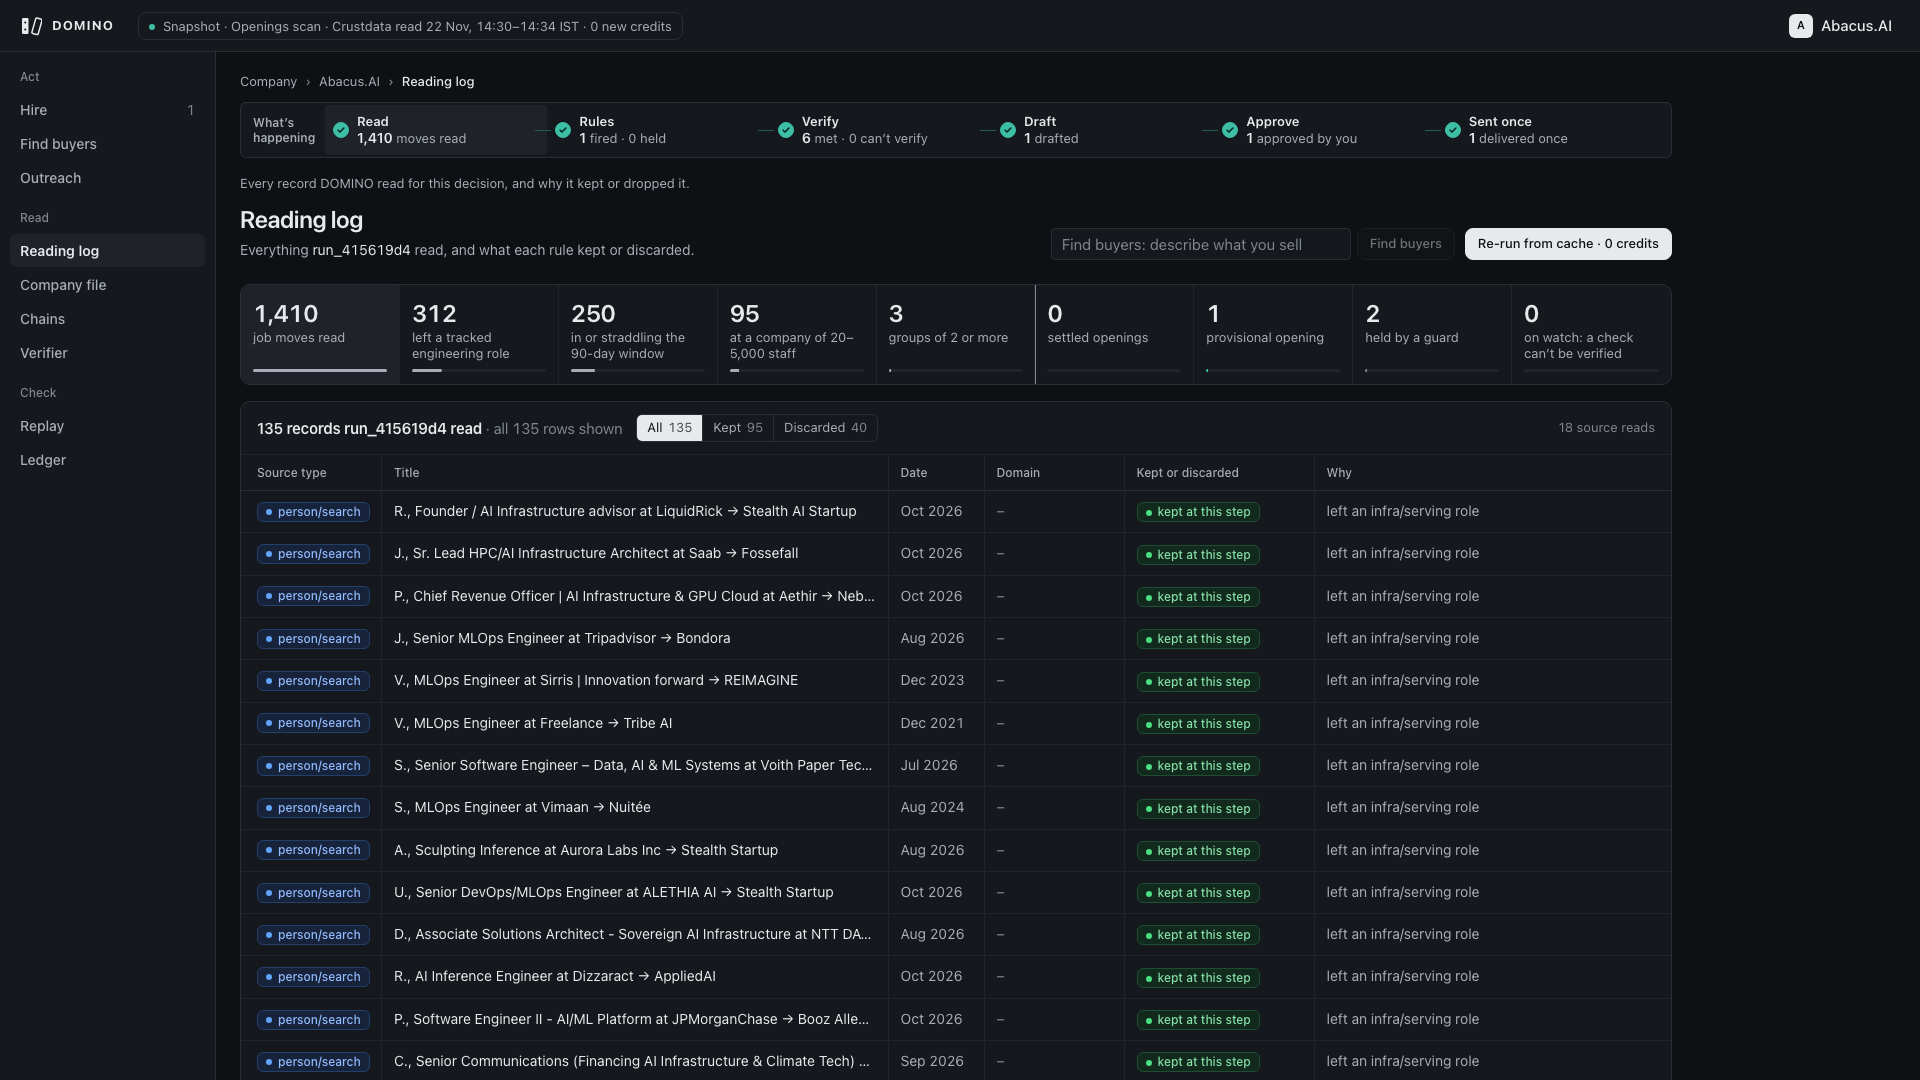 DOMINO
Snapshot · Openings scan · Crustdata read 22 Nov, 14:30–14:34 IST · 0 new credits
A Abacus.AI
Act
Hire 1
Find buyers
Outreach
Read
Reading log
Company file
Chains
Verifier
Check
Replay
Ledger
Company › Abacus.AI › Reading log
What's happening
Read
1,410 moves read
Rules
1 fired · 0 held
Verify
6 met · 0 can't verify
Draft
1 drafted
Approve
1 approved by you
Sent once
1 delivered once
Every record DOMINO read for this decision, and why it kept or dropped it.
Reading log
Everything run_415619d4 read, and what each rule kept or discarded.
Find buyers: describe what you sell
Find buyers
Re-run from cache · 0 credits
1,410
job moves read
312
left a tracked
engineering role
250
in or straddling the
90-day window
95
at a company of 20–
5,000 staff
3
groups of 2 or more
0
settled openings
1
provisional opening
2
held by a guard
0
on watch: a check
can't be verified
135 records run_415619d4 read · all 135 rows shown
All 135 Kept 95 Discarded 40
18 source reads
Source type Title Date Domain Kept or discarded Why
person/search R., Founder / AI Infrastructure advisor at LiquidRick → Stealth AI Startup Oct 2026 – kept at this step left an infra/serving role
person/search J., Sr. Lead HPC/AI Infrastructure Architect at Saab → Fossefall Oct 2026 – kept at this step left an infra/serving role
person/search P., Chief Revenue Officer | AI Infrastructure & GPU Cloud at Aethir → Neb... Oct 2026 – kept at this step left an infra/serving role
person/search J., Senior MLOps Engineer at Tripadvisor → Bondora Aug 2026 – kept at this step left an infra/serving role
person/search V., MLOps Engineer at Sirris | Innovation forward → REIMAGINE Dec 2023 – kept at this step left an infra/serving role
person/search V., MLOps Engineer at Freelance → Tribe AI Dec 2021 – kept at this step left an infra/serving role
person/search S., Senior Software Engineer – Data, AI & ML Systems at Voith Paper Tec... Jul 2026 – kept at this step left an infra/serving role
person/search S., MLOps Engineer at Vimaan → Nuitée Aug 2024 – kept at this step left an infra/serving role
person/search A., Sculpting Inference at Aurora Labs Inc → Stealth Startup Aug 2026 – kept at this step left an infra/serving role
person/search U., Senior DevOps/MLOps Engineer at ALETHIA AI → Stealth Startup Oct 2026 – kept at this step left an infra/serving role
person/search D., Associate Solutions Architect - Sovereign AI Infrastructure at NTT DA... Aug 2026 – kept at this step left an infra/serving role
person/search R., AI Inference Engineer at Dizzaract → AppliedAI Oct 2026 – kept at this step left an infra/serving role
person/search P., Software Engineer II - AI/ML Platform at JPMorganChase → Booz Alle... Oct 2026 – kept at this step left an infra/serving role
person/search C., Senior Communications (Financing AI Infrastructure & Climate Tech) ... Sep 2026 – kept at this step left an infra/serving role